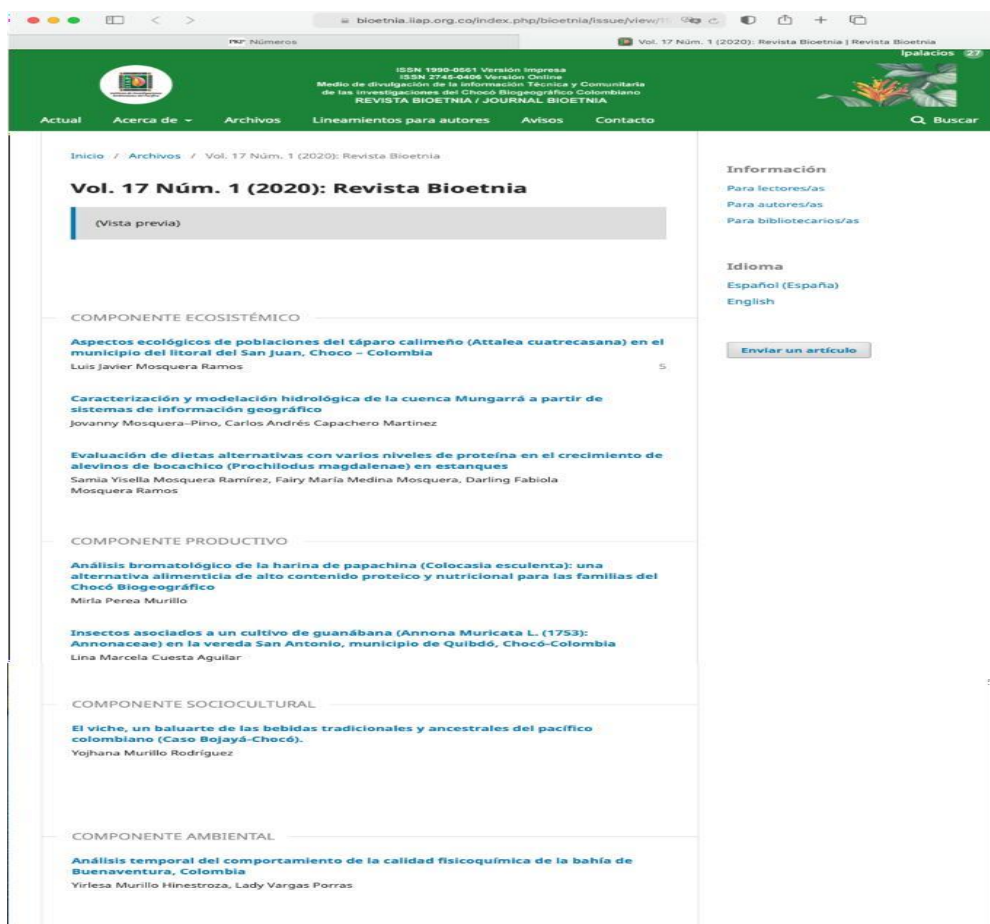 bioetnia.iiap.org.co/index.php/bioetnia/issue/view/1
Números
Vol. 17 Núm. 1 (2020): Revista Bioetnia | Revista Bioetnia
lpalacios 27
ISSN 1990-0561 Versión Impresa
ISSN 2745-0406 Versión Online
Medio de divulgación de la información Técnica y Comunitaria
de las investigaciones del Chocó Biogeográfico Colombiano
REVISTA BIOETNIA / JOURNAL BIOETNIA
Actual Acerca de Archivos Lineamientos para autores Avisos Contacto Buscar
Inicio / Archivos / Vol. 17 Núm. 1 (2020): Revista Bioetnia
Vol. 17 Núm. 1 (2020): Revista Bioetnia
(Vista previa)
COMPONENTE ECOSISTÉMICO
Aspectos ecológicos de poblaciones del táparo calimeño (Attalea cuatrecasana) en el
municipio del litoral del San Juan, Choco – Colombia
Luis Javier Mosquera Ramos 5
Caracterización y modelación hidrológica de la cuenca Mungarrá a partir de
sistemas de información geográfico
Jovanny Mosquera–Pino, Carlos Andrés Capachero Martinez
Evaluación de dietas alternativas con varios niveles de proteína en el crecimiento de
alevinos de bocachico (Prochilodus magdalenae) en estanques
Samia Yisella Mosquera Ramírez, Fairy María Medina Mosquera, Darling Fabiola
Mosquera Ramos
COMPONENTE PRODUCTIVO
Análisis bromatológico de la harina de papachina (Colocasia esculenta): una
alternativa alimenticia de alto contenido proteico y nutricional para las familias del
Chocó Biogeográfico
Mirla Perea Murillo
Insectos asociados a un cultivo de guanábana (Annona Muricata L. (1753):
Annonaceae) en la vereda San Antonio, municipio de Quibdó, Chocó-Colombia
Lina Marcela Cuesta Aguilar
COMPONENTE SOCIOCULTURAL
El viche, un baluarte de las bebidas tradicionales y ancestrales del pacífico
colombiano (Caso Bojayá-Chocó).
Yojhana Murillo Rodríguez
COMPONENTE AMBIENTAL
Análisis temporal del comportamiento de la calidad fisicoquímica de la bahía de
Buenaventura, Colombia
Yirlesa Murillo Hinestroza, Lady Vargas Porras
Información
Para lectores/as
Para autores/as
Para bibliotecarios/as
Idioma
Español (España)
English
Enviar un artículo